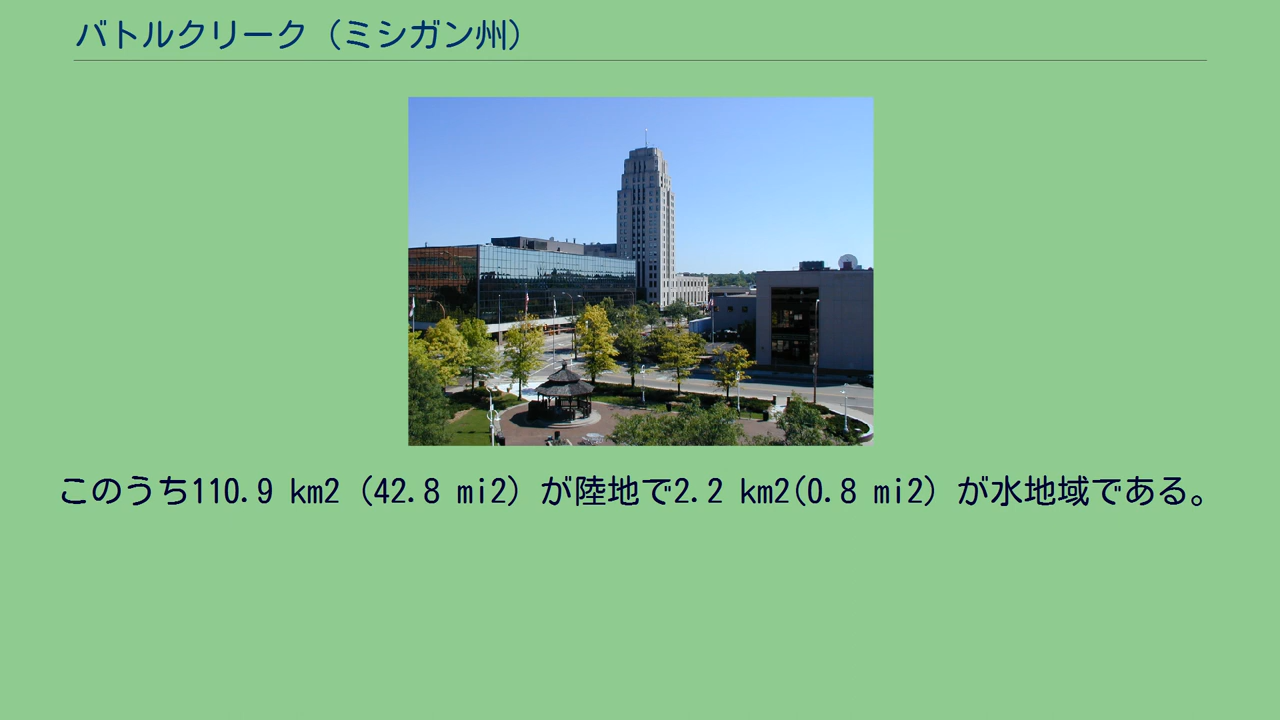 バトルクリーク（ミシガン州）
このうち110.9 km2（42.8 mi2）が陸地で2.2 km2(0.8 mi2）が水地域である。